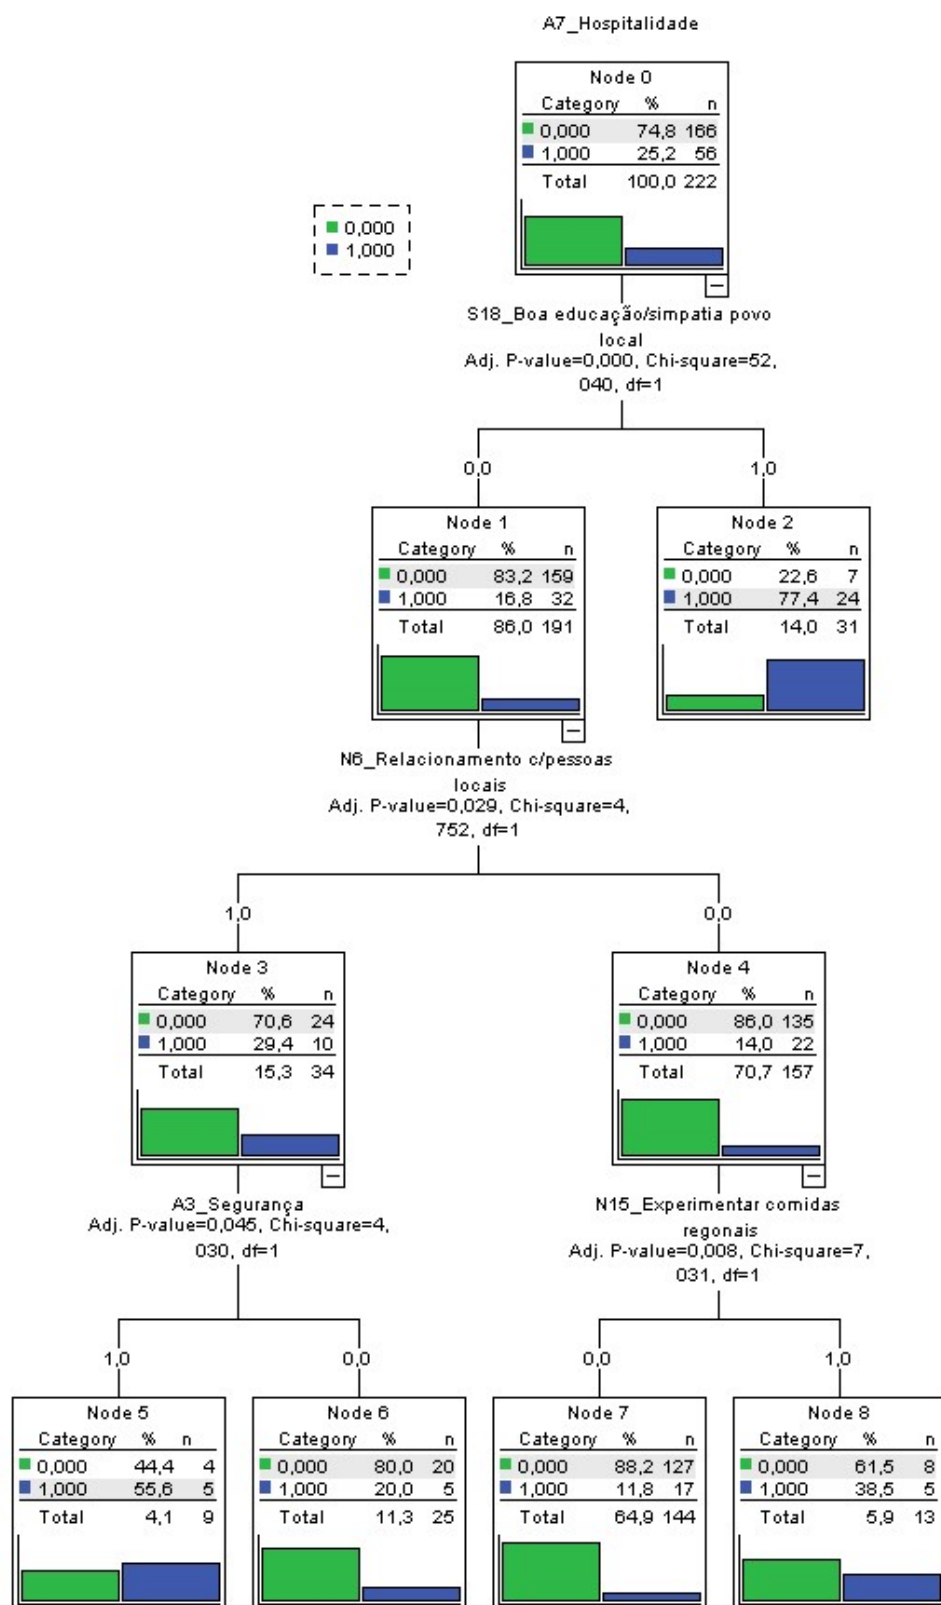 A7_Hospitalidade
Node 0
Category % n
0,000 74,8 166
1,000 25,2 56
Total 100,0 222
0,000
1,000
S18_Boa educação/simpatia povo
local
Adj. P-value=0,000, Chi-square=52,
040, df=1
0,0
1,0
Node 1
Category % n
0,000 83,2 159
1,000 16,8 32
Total 86,0 191
Node 2
Category % n
0,000 22,6 7
1,000 77,4 24
Total 14,0 31
N6_Relacionamento c/pessoas
locais
Adj. P-value=0,029, Chi-square=4,
752, df=1
1,0
0,0
Node 3
Category % n
0,000 70,6 24
1,000 29,4 10
Total 15,3 34
Node 4
Category % n
0,000 86,0 135
1,000 14,0 22
Total 70,7 157
A3_Segurança
Adj. P-value=0,045, Chi-square=4,
030, df=1
N15_Experimentar comidas
regonais
Adj. P-value=0,008, Chi-square=7,
031, df=1
1,0
0,0
0,0
1,0
Node 5
Category % n
0,000 44,4 4
1,000 55,6 5
Total 4,1 9
Node 6
Category % n
0,000 80,0 20
1,000 20,0 5
Total 11,3 25
Node 7
Category % n
0,000 88,2 127
1,000 11,8 17
Total 64,9 144
Node 8
Category % n
0,000 61,5 8
1,000 38,5 5
Total 5,9 13